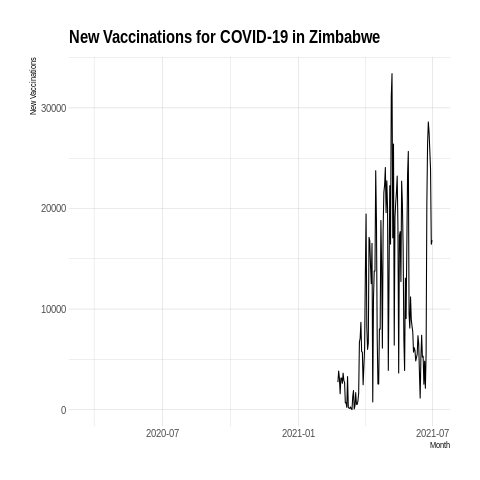 New Vaccinations for COVID-19 in Zimbabwe
New Vaccinations
30000
20000
10000
0
2020-07
2021-01
2021-07
Month